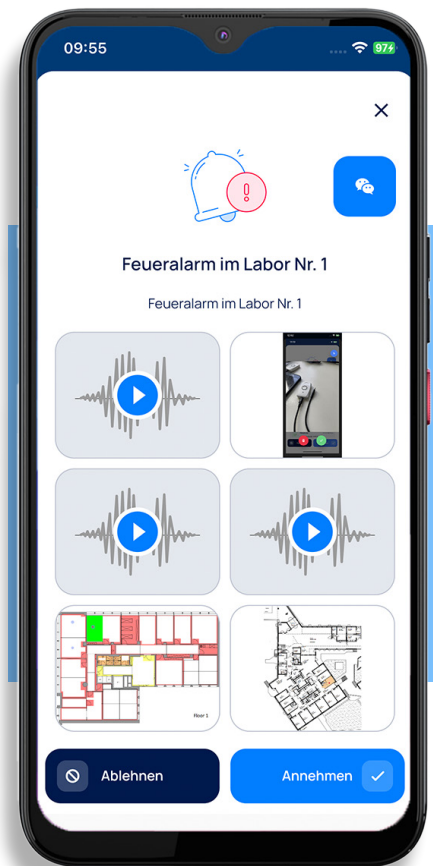 09:55
97
Feueralarm im Labor Nr. 1
Feueralarm im Labor Nr. 1
Floor 1
Ablehnen
Annehmen